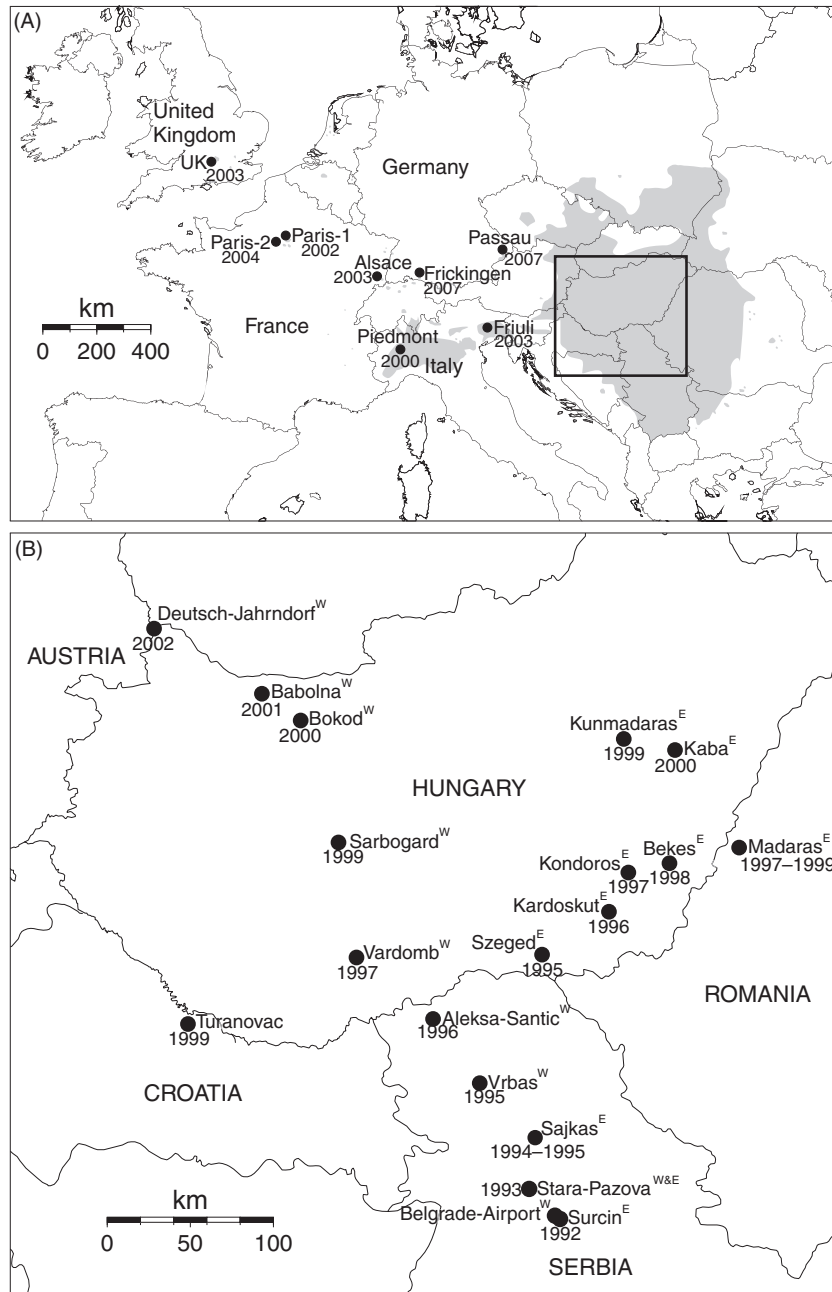 (A)
United
Kingdom
UK
2003
Germany
Paris-1
2002
Paris-2
2004
Passau
2007
Alsace
2003
Frickingen
2007
km
0 200 400
France
Friuli
2003
Piedmont
2000
Italy
(B)
Deutsch-Jahrndorf^W
2002
AUSTRIA
Babolna^W
2001
Bokod^W
2000
Kunmadaras^E
1999
Kaba^E
2000
HUNGARY
Sarbogard^W
1999
Bekes^E
1998
Madaras^E
1997–1999
Kondoros^E
1997
Kardoskut^E
1996
Szeged^E
1995
Vardomb^W
1997
ROMANIA
Turanovac
1999
Aleksa-Santic^W
1996
CROATIA
Vrbas^W
1995
Sajkas^E
1994–1995
1993 Stara-Pazova^W&E
km
0 50 100
Belgrade-Airport^W
Surcin^E
1992
SERBIA